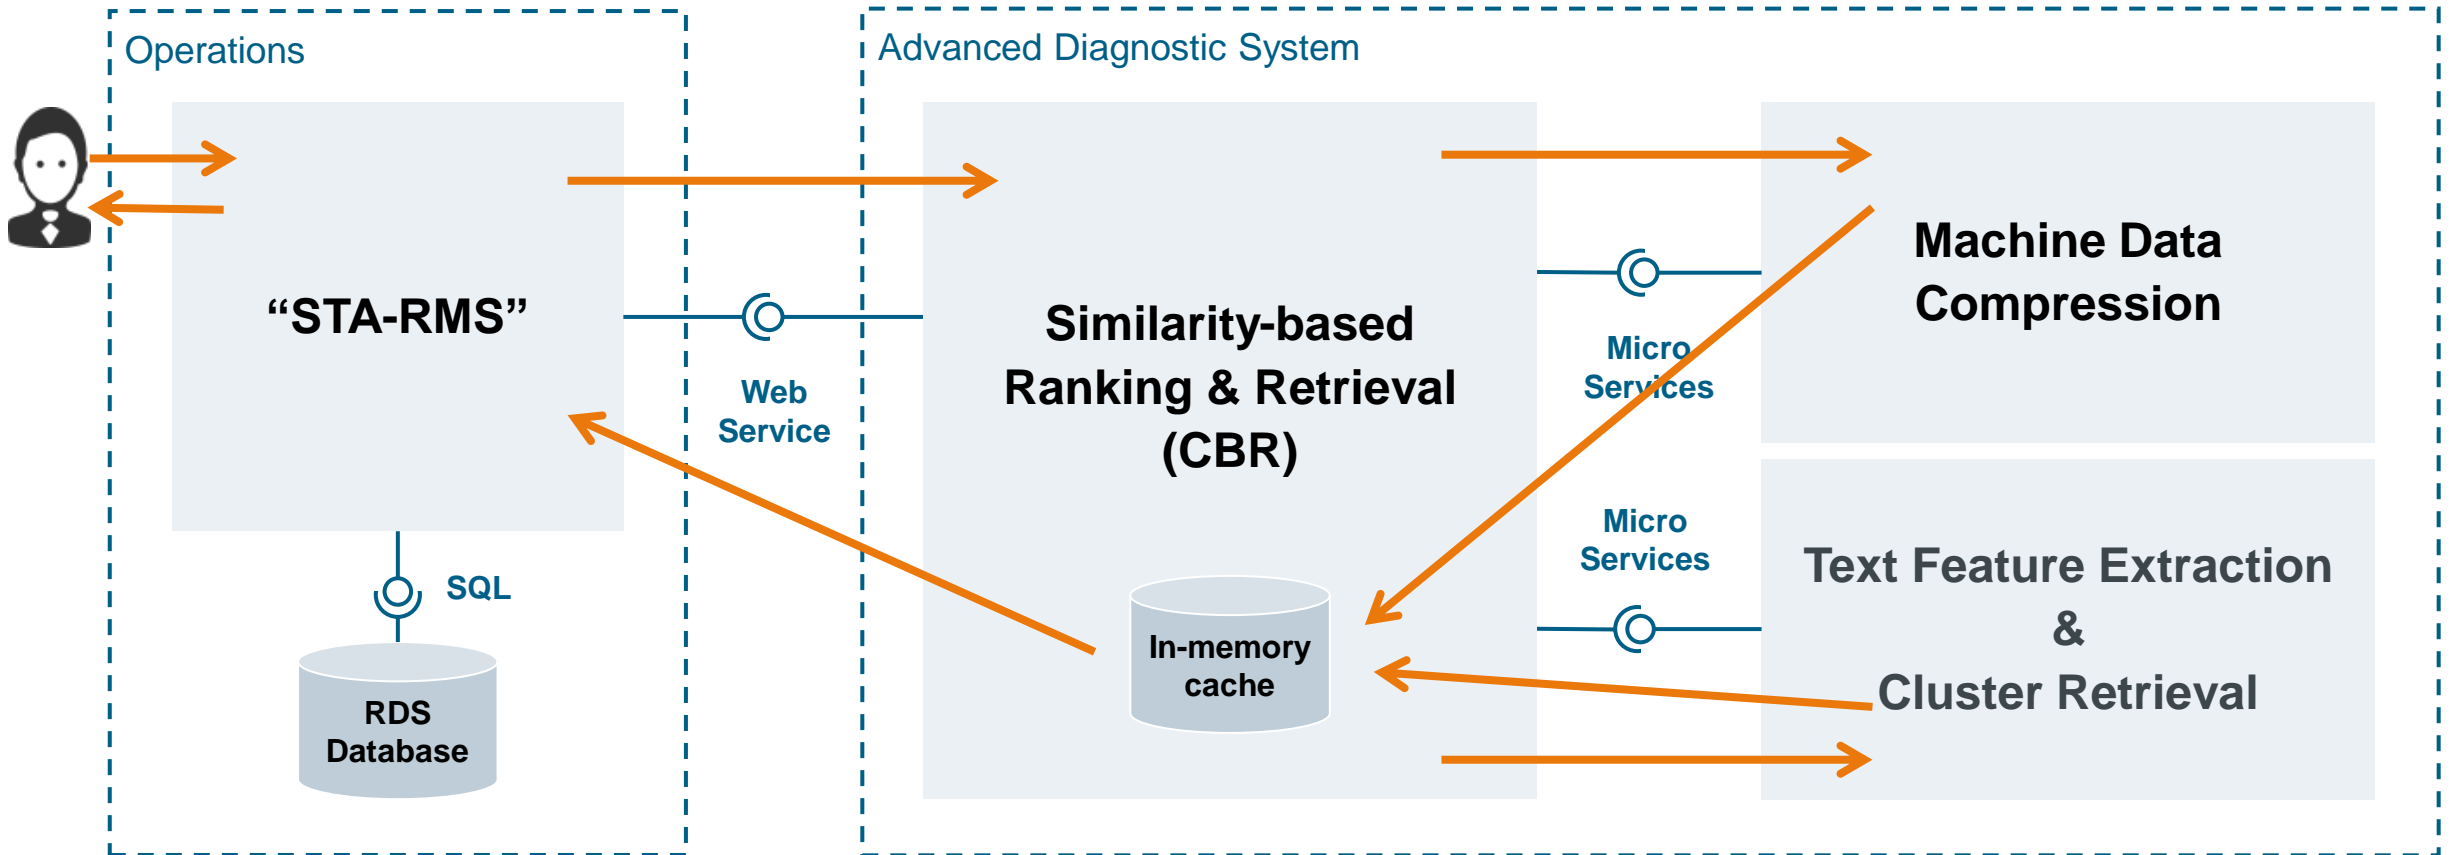 Operations
“STA-RMS”
SQL
RDS
Database
Web
Service
Advanced Diagnostic System
Similarity-based
Ranking & Retrieval
(CBR)
In-memory
cache
Micro
Services
Micro
Services
Machine Data
Compression
Text Feature Extraction
&
Cluster Retrieval